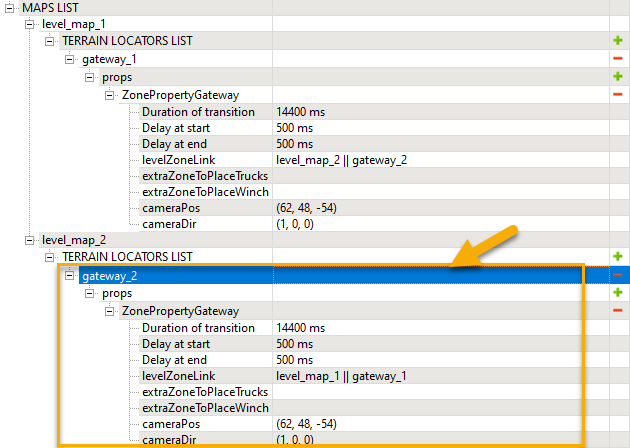 MAPS LIST
level_map_1
TERRAIN LOCATORS LIST
gateway_1
props
ZonePropertyGateway
Duration of transition 14400 ms
Delay at start 500 ms
Delay at end 500 ms
levelZoneLink level_map_2 || gateway_2
extraZoneToPlaceTrucks
extraZoneToPlaceWinch
cameraPos (62, 48, -54)
cameraDir (1, 0, 0)
level_map_2
TERRAIN LOCATORS LIST
gateway_2
props
ZonePropertyGateway
Duration of transition 14400 ms
Delay at start 500 ms
Delay at end 500 ms
levelZoneLink level_map_1 || gateway_1
extraZoneToPlaceTrucks
extraZoneToPlaceWinch
cameraPos (62, 48, -54)
cameraDir (1, 0, 0)